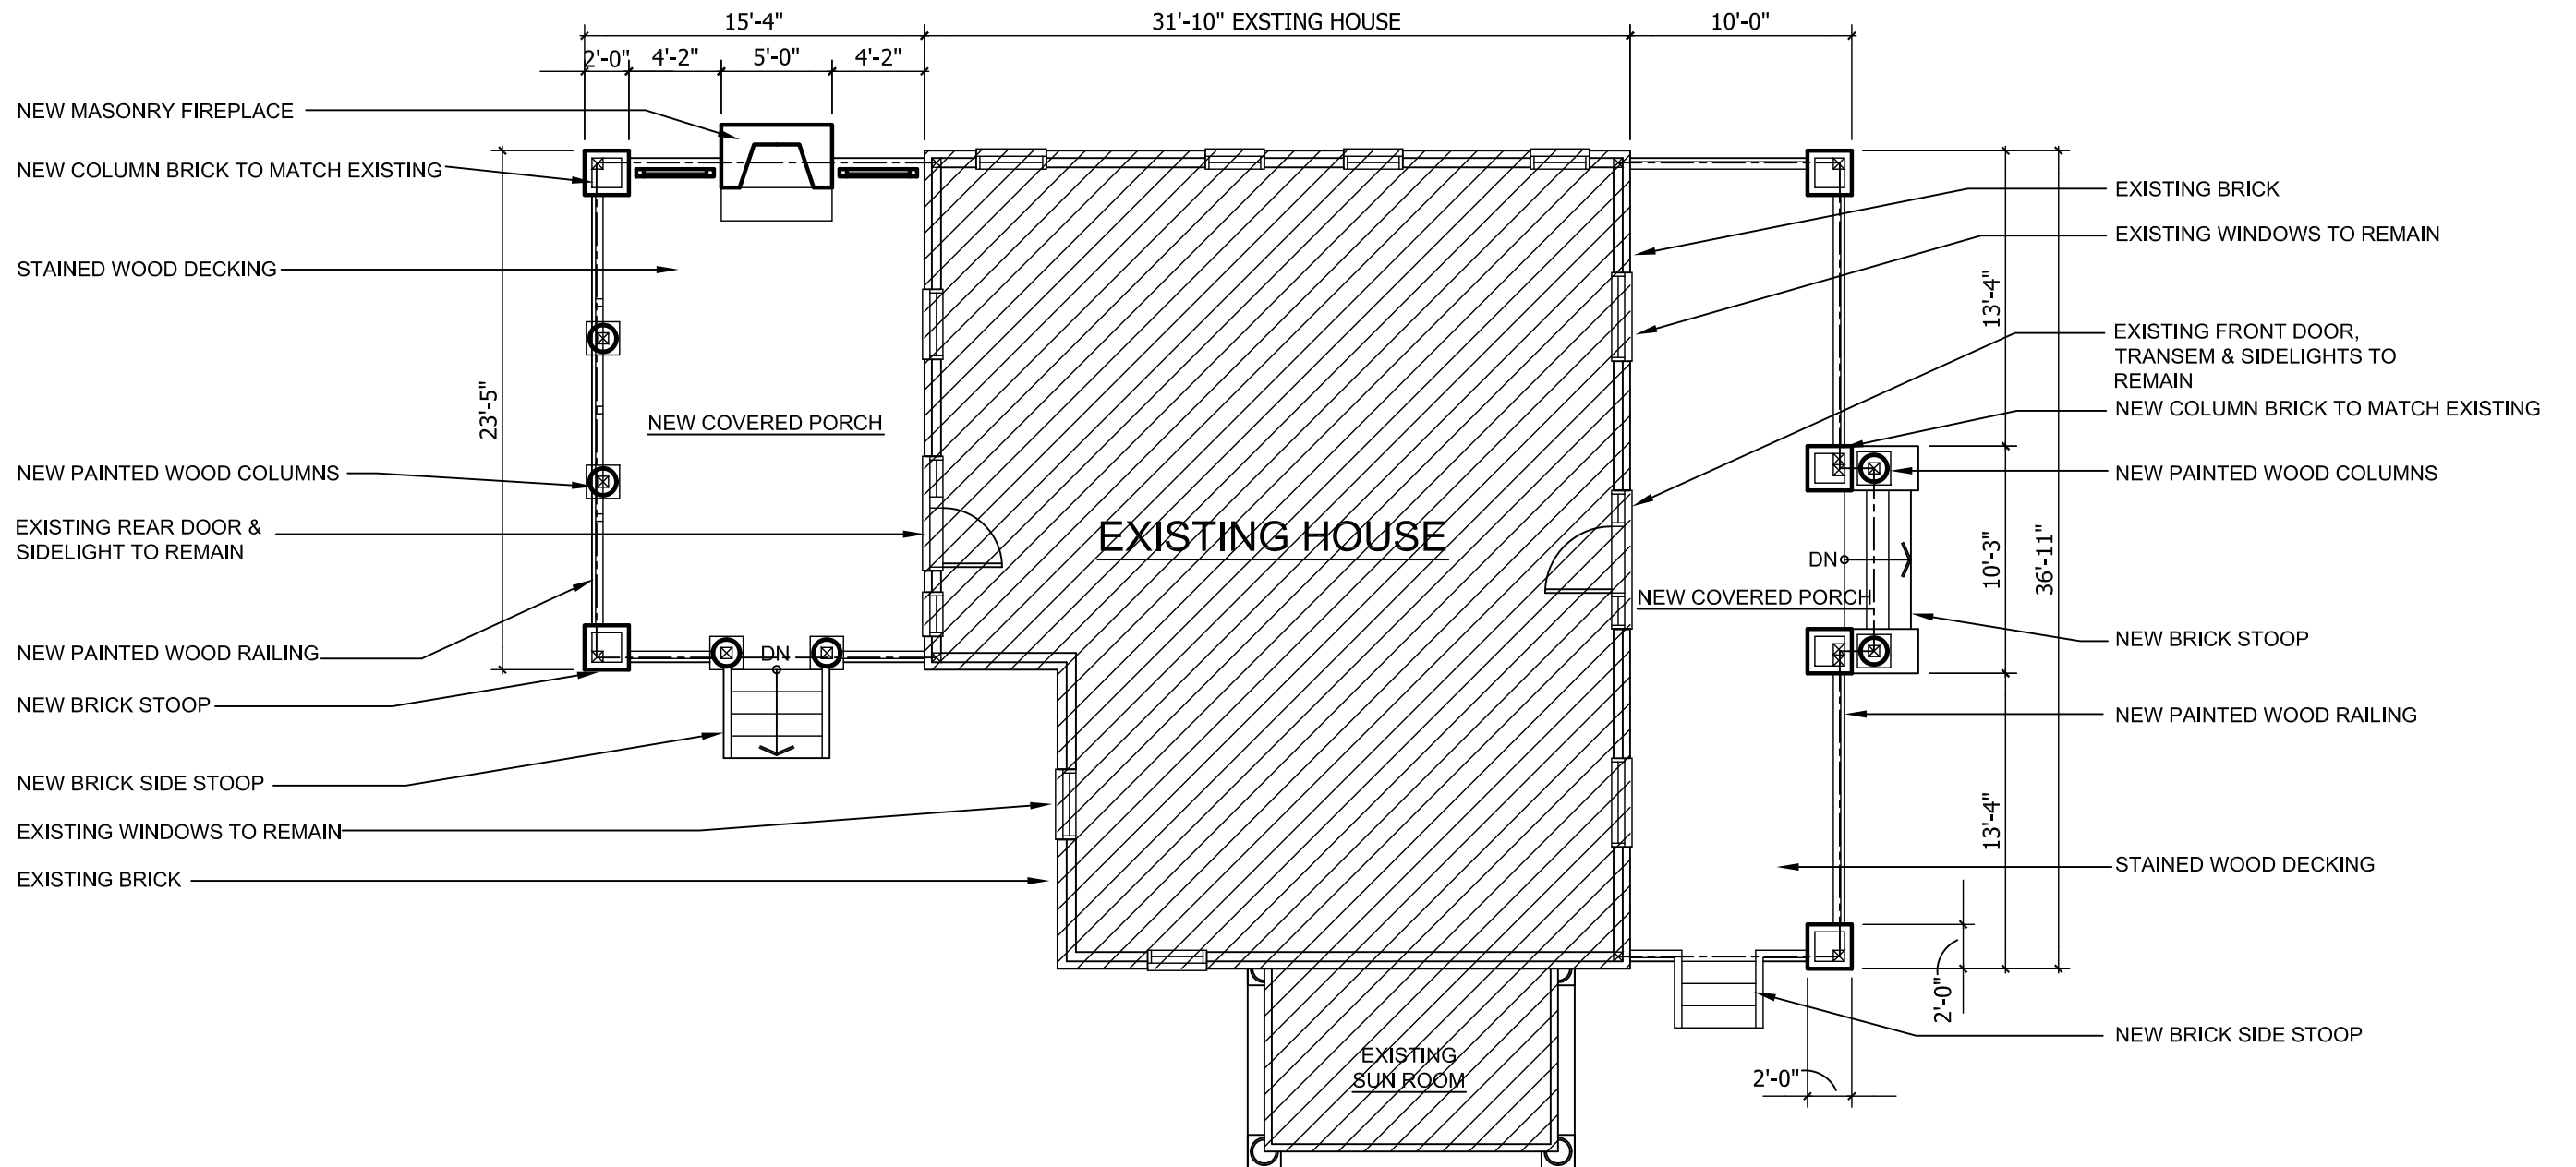 15'-4"
31'-10" EXSTING HOUSE
10'-0"
2'-0"
4'-2"
5'-0"
4'-2"
NEW MASONRY FIREPLACE
NEW COLUMN BRICK TO MATCH EXISTING
STAINED WOOD DECKING
23'-5"
NEW COVERED PORCH
NEW PAINTED WOOD COLUMNS
EXISTING REAR DOOR &
SIDELIGHT TO REMAIN
NEW PAINTED WOOD RAILING
DN
NEW BRICK STOOP
NEW BRICK SIDE STOOP
EXISTING WINDOWS TO REMAIN
EXISTING BRICK
EXISTING HOUSE
EXISTING
SUN ROOM
NEW COVERED PORCH
DN
13'-4"
10'-3"
36'-11"
13'-4"
2'-0"
2'-0"
EXISTING BRICK
EXISTING WINDOWS TO REMAIN
EXISTING FRONT DOOR,
TRANSEM & SIDELIGHTS TO
REMAIN
NEW COLUMN BRICK TO MATCH EXISTING
NEW PAINTED WOOD COLUMNS
NEW BRICK STOOP
NEW PAINTED WOOD RAILING
STAINED WOOD DECKING
NEW BRICK SIDE STOOP